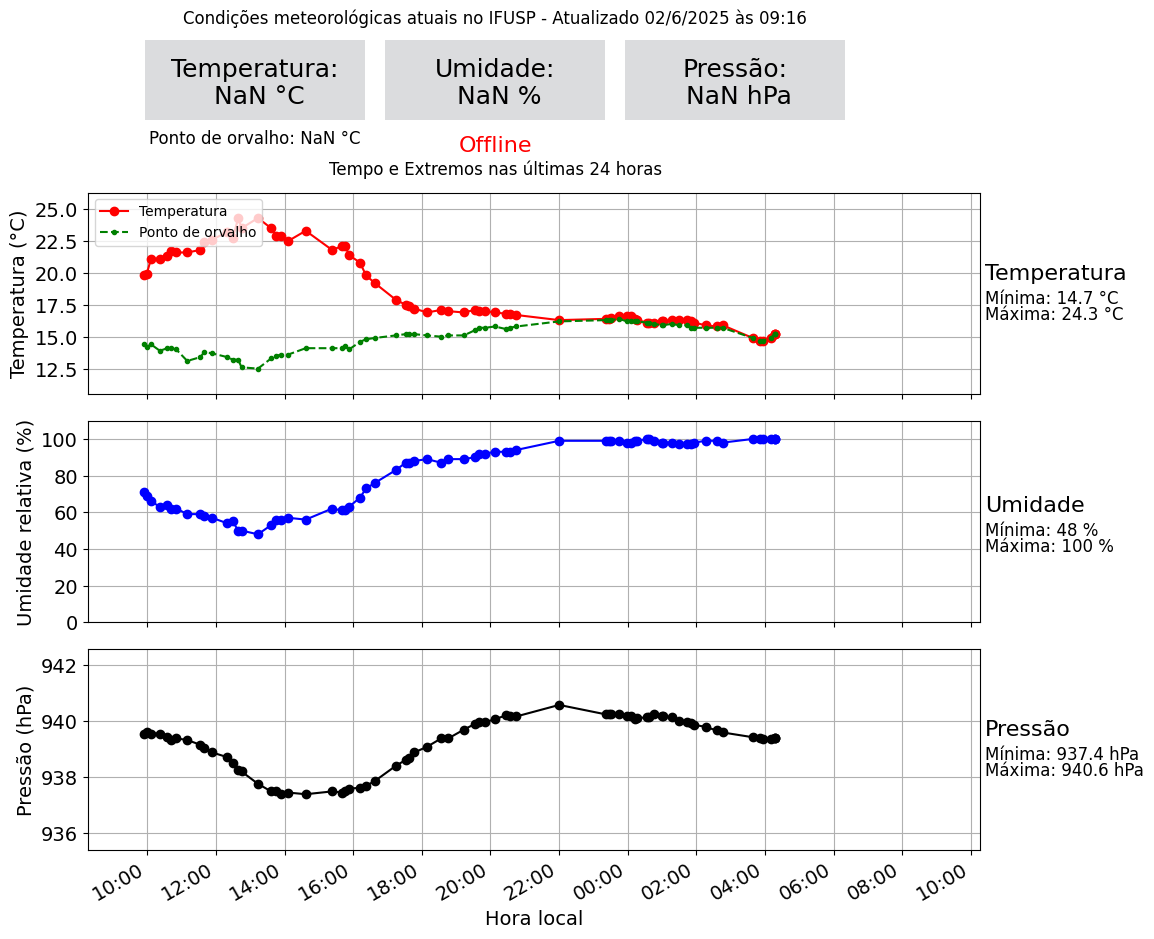 Condições meteorológicas atuais no IFUSP - Atualizado 02/6/2025 às 09:16
Temperatura:
NaN °C
Umidade:
NaN %
Pressão:
NaN hPa
Ponto de orvalho: NaN °C
Offline
Tempo e Extremos nas últimas 24 horas
Temperatura (°C)
25.0
22.5
20.0
17.5
15.0
12.5
Temperatura
Ponto de orvalho
Temperatura
Mínima: 14.7 °C
Máxima: 24.3 °C
Umidade relativa (%)
100
80
60
40
20
0
Umidade
Mínima: 48 %
Máxima: 100 %
Pressão (hPa)
942
940
938
936
Pressão
Mínima: 937.4 hPa
Máxima: 940.6 hPa
10:00
12:00
14:00
16:00
18:00
20:00
22:00
00:00
02:00
04:00
06:00
08:00
10:00
Hora local